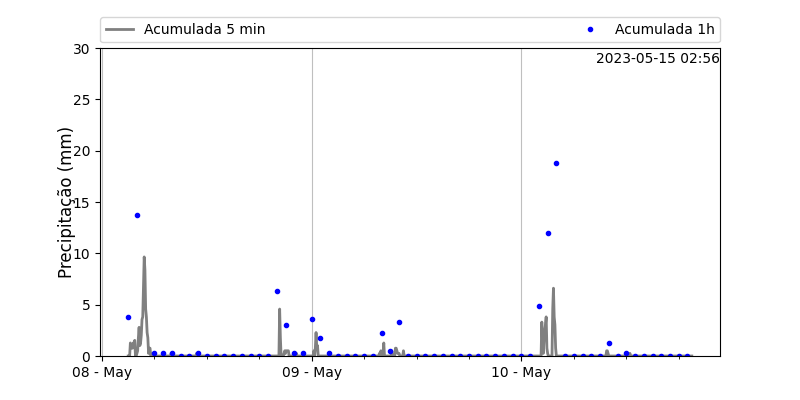 Acumulada 5 min
Acumulada 1h
2023-05-15 02:56
Precipitação (mm)
30
25
20
15
10
5
0
08 - May
09 - May
10 - May